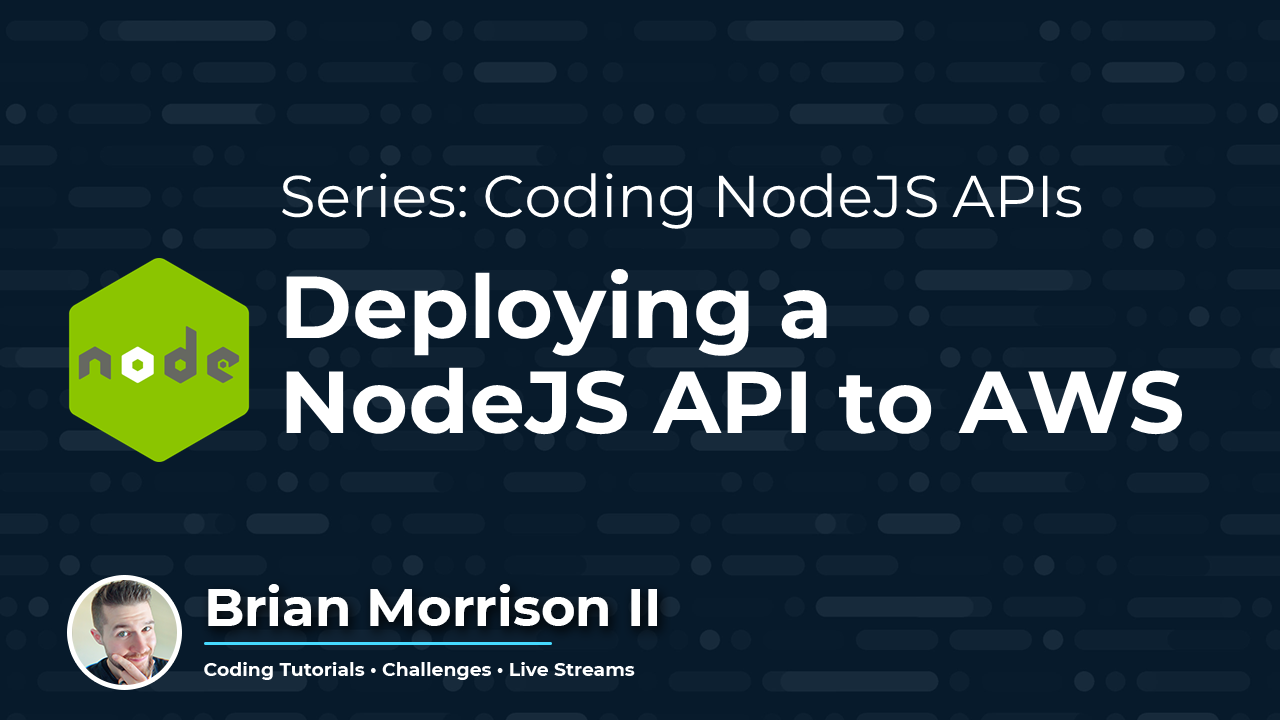 Series: Coding NodeJS APIs
Deploying a
NodeJS API to AWS
node
Brian Morrison II
Coding Tutorials • Challenges • Live Streams